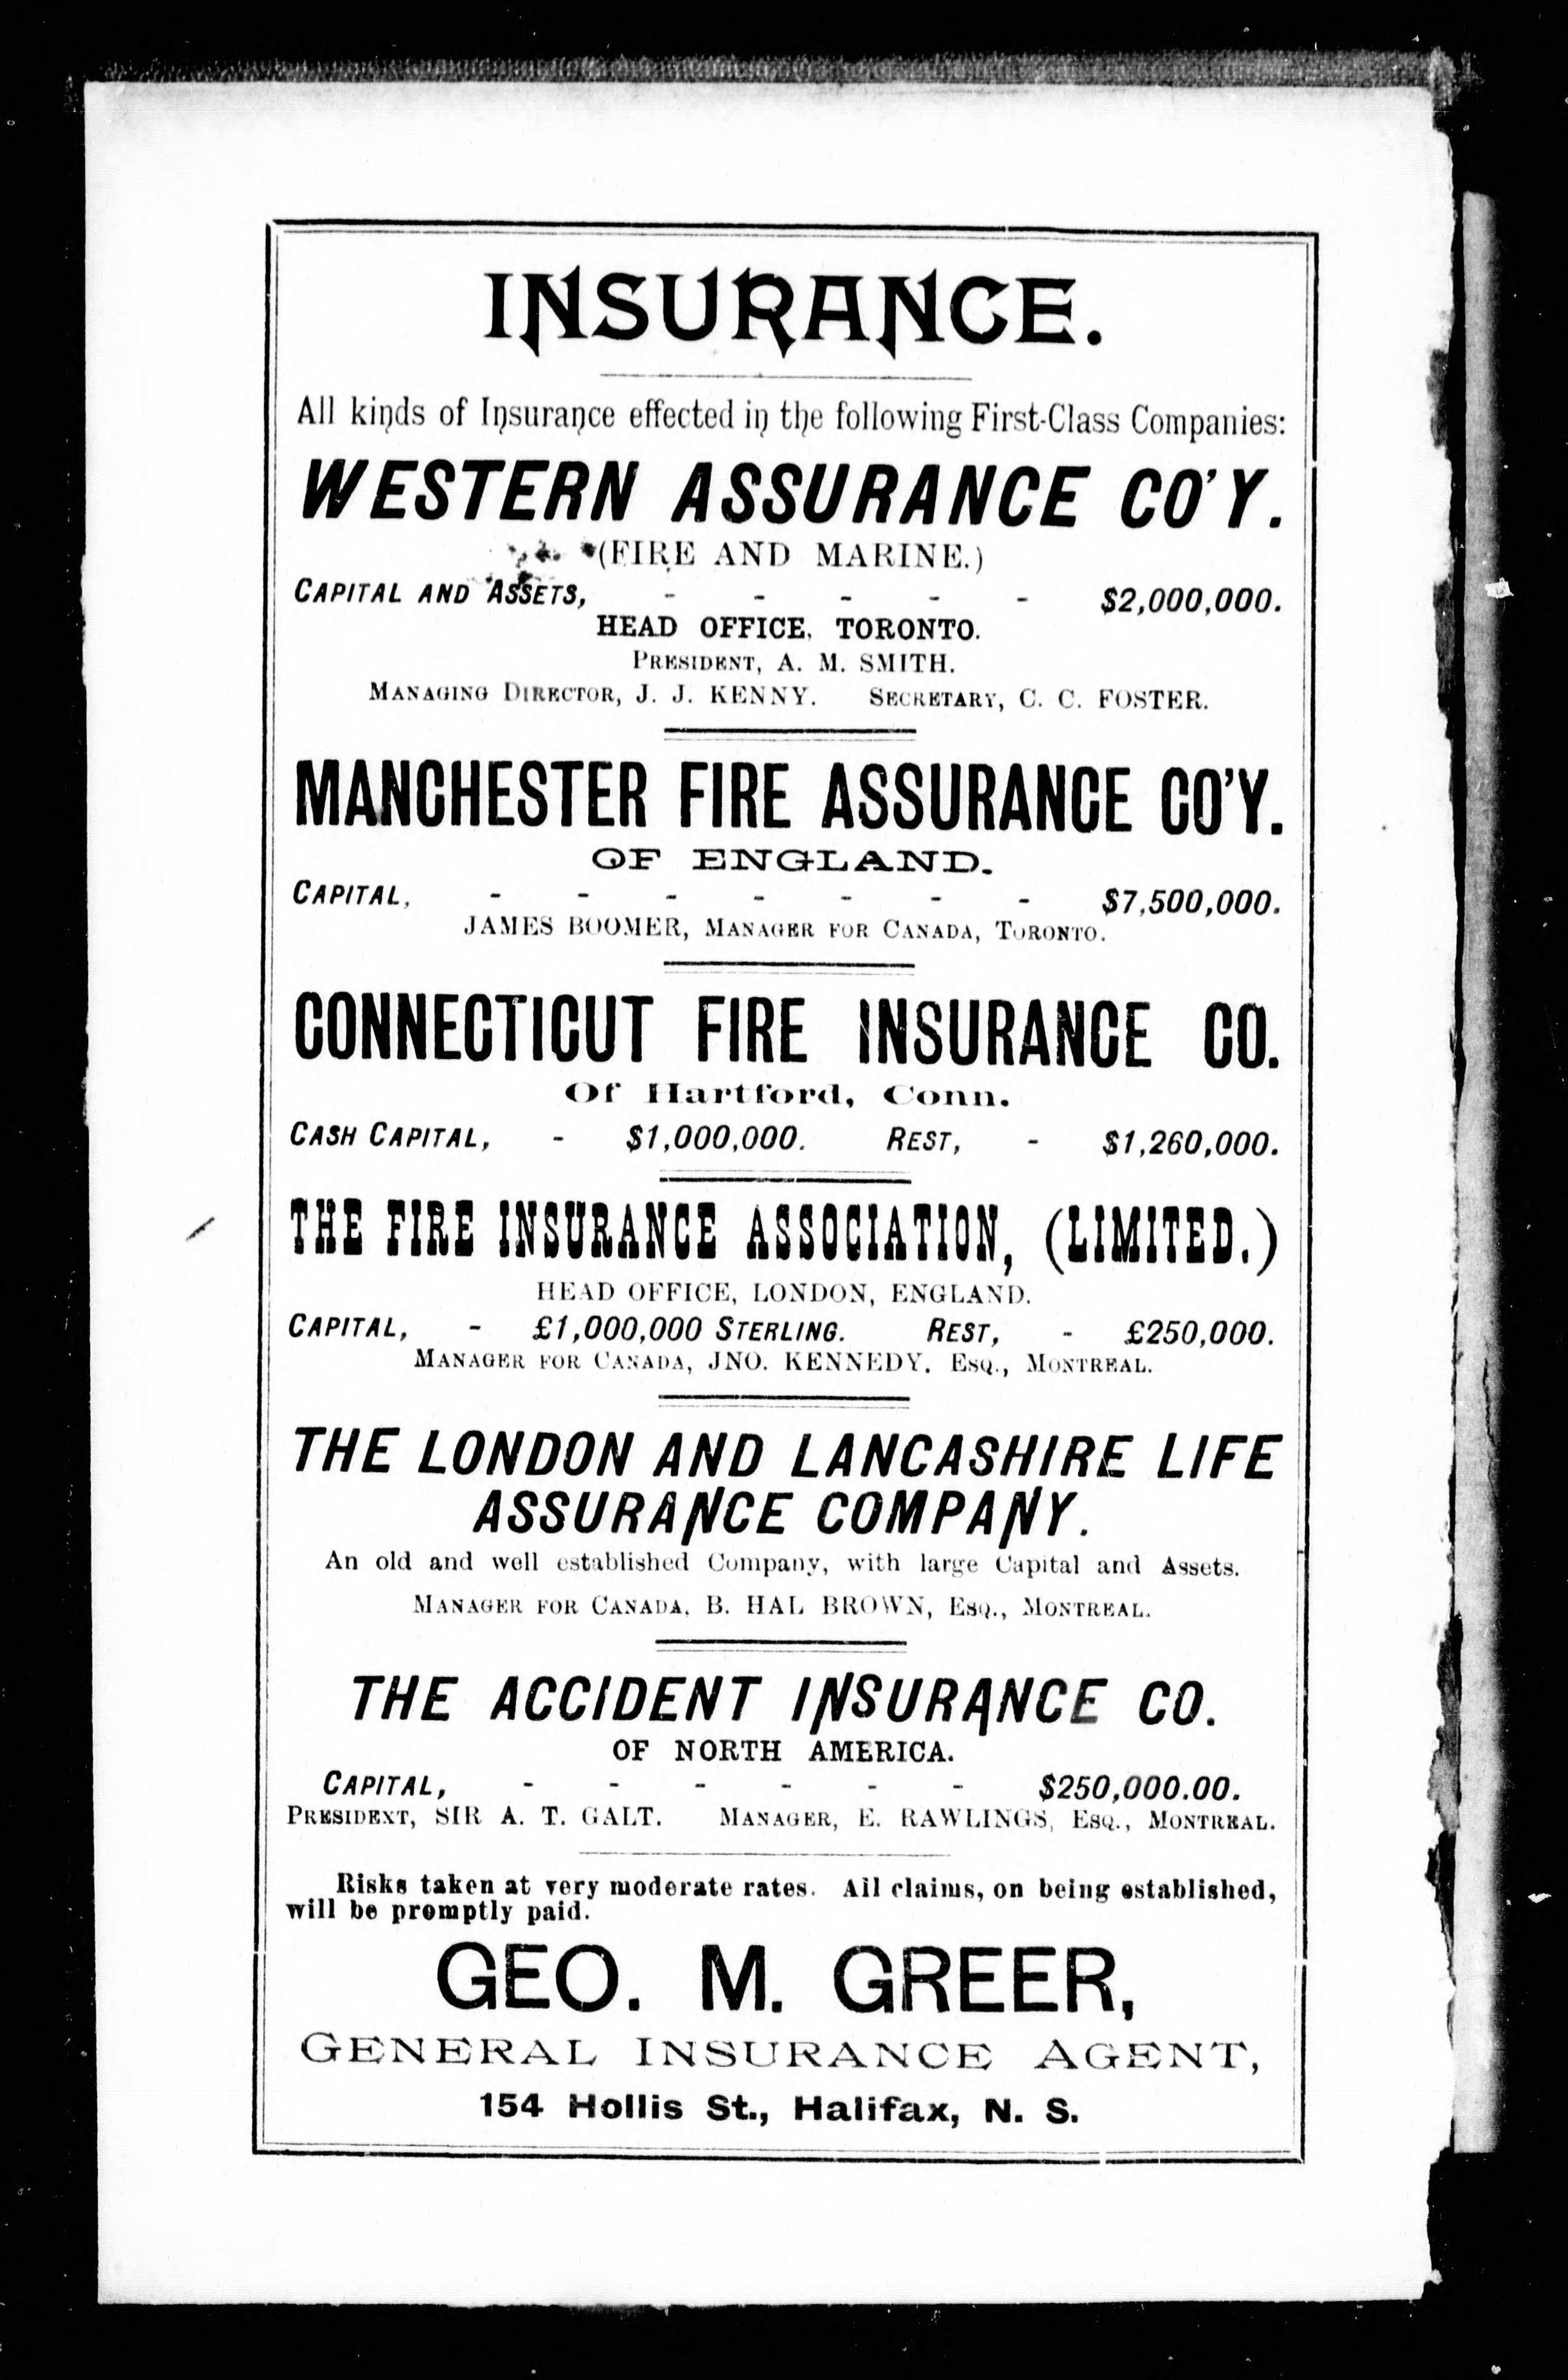 INSURANCE.
All kinds of Insurance effected in the following First-Class Companies:
WESTERN ASSURANCE CO'Y.
(FIRE AND MARINE.)
CAPITAL AND ASSETS, - - - - - $2,000,000.
HEAD OFFICE, TORONTO.
PRESIDENT, A. M. SMITH.
MANAGING DIRECTOR, J. J. KENNY. SECRETARY, C. C. FOSTER.
MANCHESTER FIRE ASSURANCE CO'Y.
OF ENGLAND.
CAPITAL, - - - - - - - $7,500,000.
JAMES BOOMER, MANAGER FOR CANADA, TORONTO.
CONNECTICUT FIRE INSURANCE CO.
Of Hartford, Conn.
CASH CAPITAL, - $1,000,000. REST, - $1,260,000.
THE FIRE INSURANCE ASSOCIATION, (LIMITED.)
HEAD OFFICE, LONDON, ENGLAND.
CAPITAL, - £1,000,000 STERLING. REST, - £250,000.
MANAGER FOR CANADA, JNO. KENNEDY, ESQ., MONTREAL.
THE LONDON AND LANCASHIRE LIFE
ASSURANCE COMPANY.
An old and well established Company, with large Capital and Assets.
MANAGER FOR CANADA, B. HAL BROWN, ESQ., MONTREAL.
THE ACCIDENT INSURANCE CO.
OF NORTH AMERICA.
CAPITAL, - - - - - - $250,000.00.
PRESIDEXT, SIR A. T. GALT. MANAGER, E. RAWLINGS, ESQ., MONTREAL.
Risks taken at very moderate rates. All claims, on being established,
will be promptly paid.
GEO. M. GREER,
GENERAL INSURANCE AGENT,
154 Hollis St., Halifax, N. S.